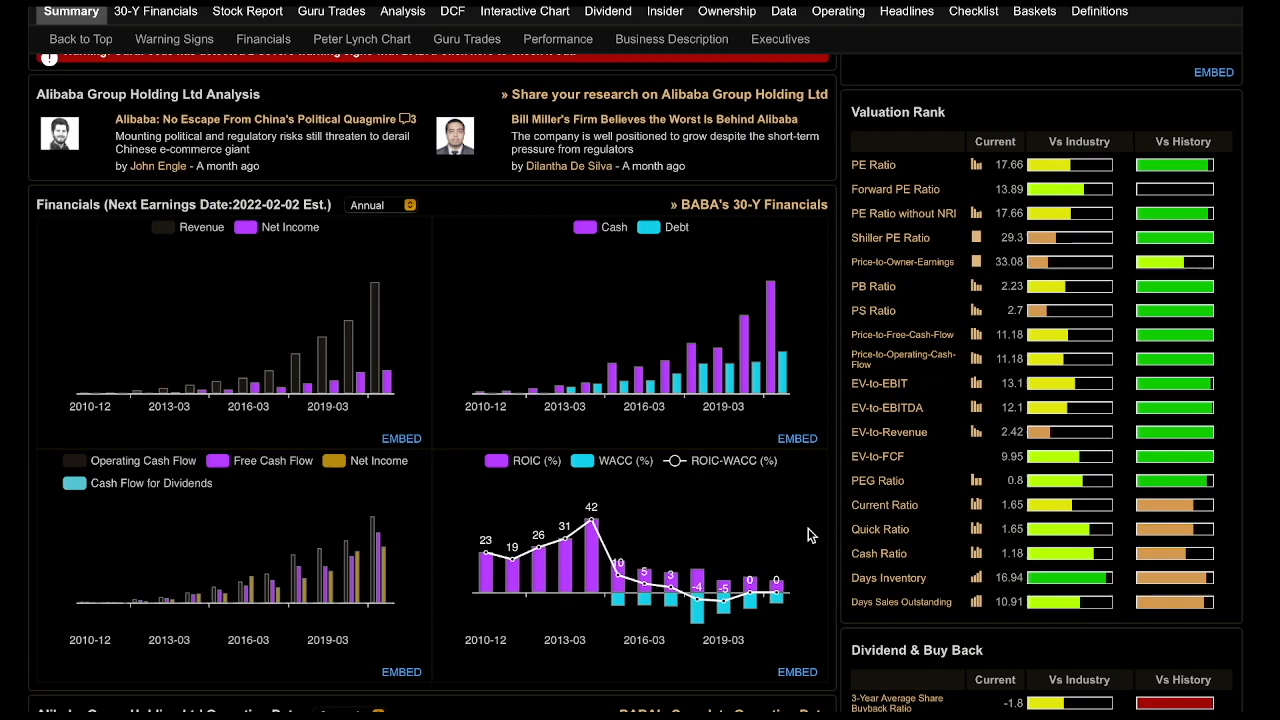 Summary 30-Y Financials Stock Report Guru Trades Analysis DCF Interactive Chart Dividend Insider Ownership Data Operating Headlines Checklist Baskets Definitions
Back to Top Warning Signs Financials Peter Lynch Chart Guru Trades Performance Business Description Executives
EMBED
Alibaba Group Holding Ltd Analysis
» Share your research on Alibaba Group Holding Ltd
Alibaba: No Escape From China's Political Quagmire 3
Mounting political and regulatory risks still threaten to derail
Chinese e-commerce giant
by John Engle - A month ago
Bill Miller's Firm Believes the Worst Is Behind Alibaba
The company is well positioned to grow despite the short-term
pressure from regulators
by Dilantha De Silva - A month ago
Financials (Next Earnings Date:2022-02-02 Est.) Annual
» BABA's 30-Y Financials
Revenue Net Income
2010-12 2013-03 2016-03 2019-03
EMBED
Cash Debt
2010-12 2013-03 2016-03 2019-03
EMBED
Operating Cash Flow Free Cash Flow Net Income
Cash Flow for Dividends
2010-12 2013-03 2016-03 2019-03
EMBED
ROIC (%) WACC (%) ROIC-WACC (%)
23 19 26 31 42 10 5 3 -4 -5 0 0
2010-12 2013-03 2016-03 2019-03
EMBED
Valuation Rank
Current Vs Industry Vs History
PE Ratio 17.66
Forward PE Ratio 13.89
PE Ratio without NRI 17.66
Shiller PE Ratio 29.3
Price-to-Owner-Earnings 33.08
PB Ratio 2.23
PS Ratio 2.7
Price-to-Free-Cash-Flow 11.18
Price-to-Operating-Cash-
Flow 11.18
EV-to-EBIT 13.1
EV-to-EBITDA 12.1
EV-to-Revenue 2.42
EV-to-FCF 9.95
PEG Ratio 0.8
Current Ratio 1.65
Quick Ratio 1.65
Cash Ratio 1.18
Days Inventory 16.94
Days Sales Outstanding 10.91
Dividend & Buy Back
Current Vs Industry Vs History
3-Year Average Share
Buyback Ratio -1.8